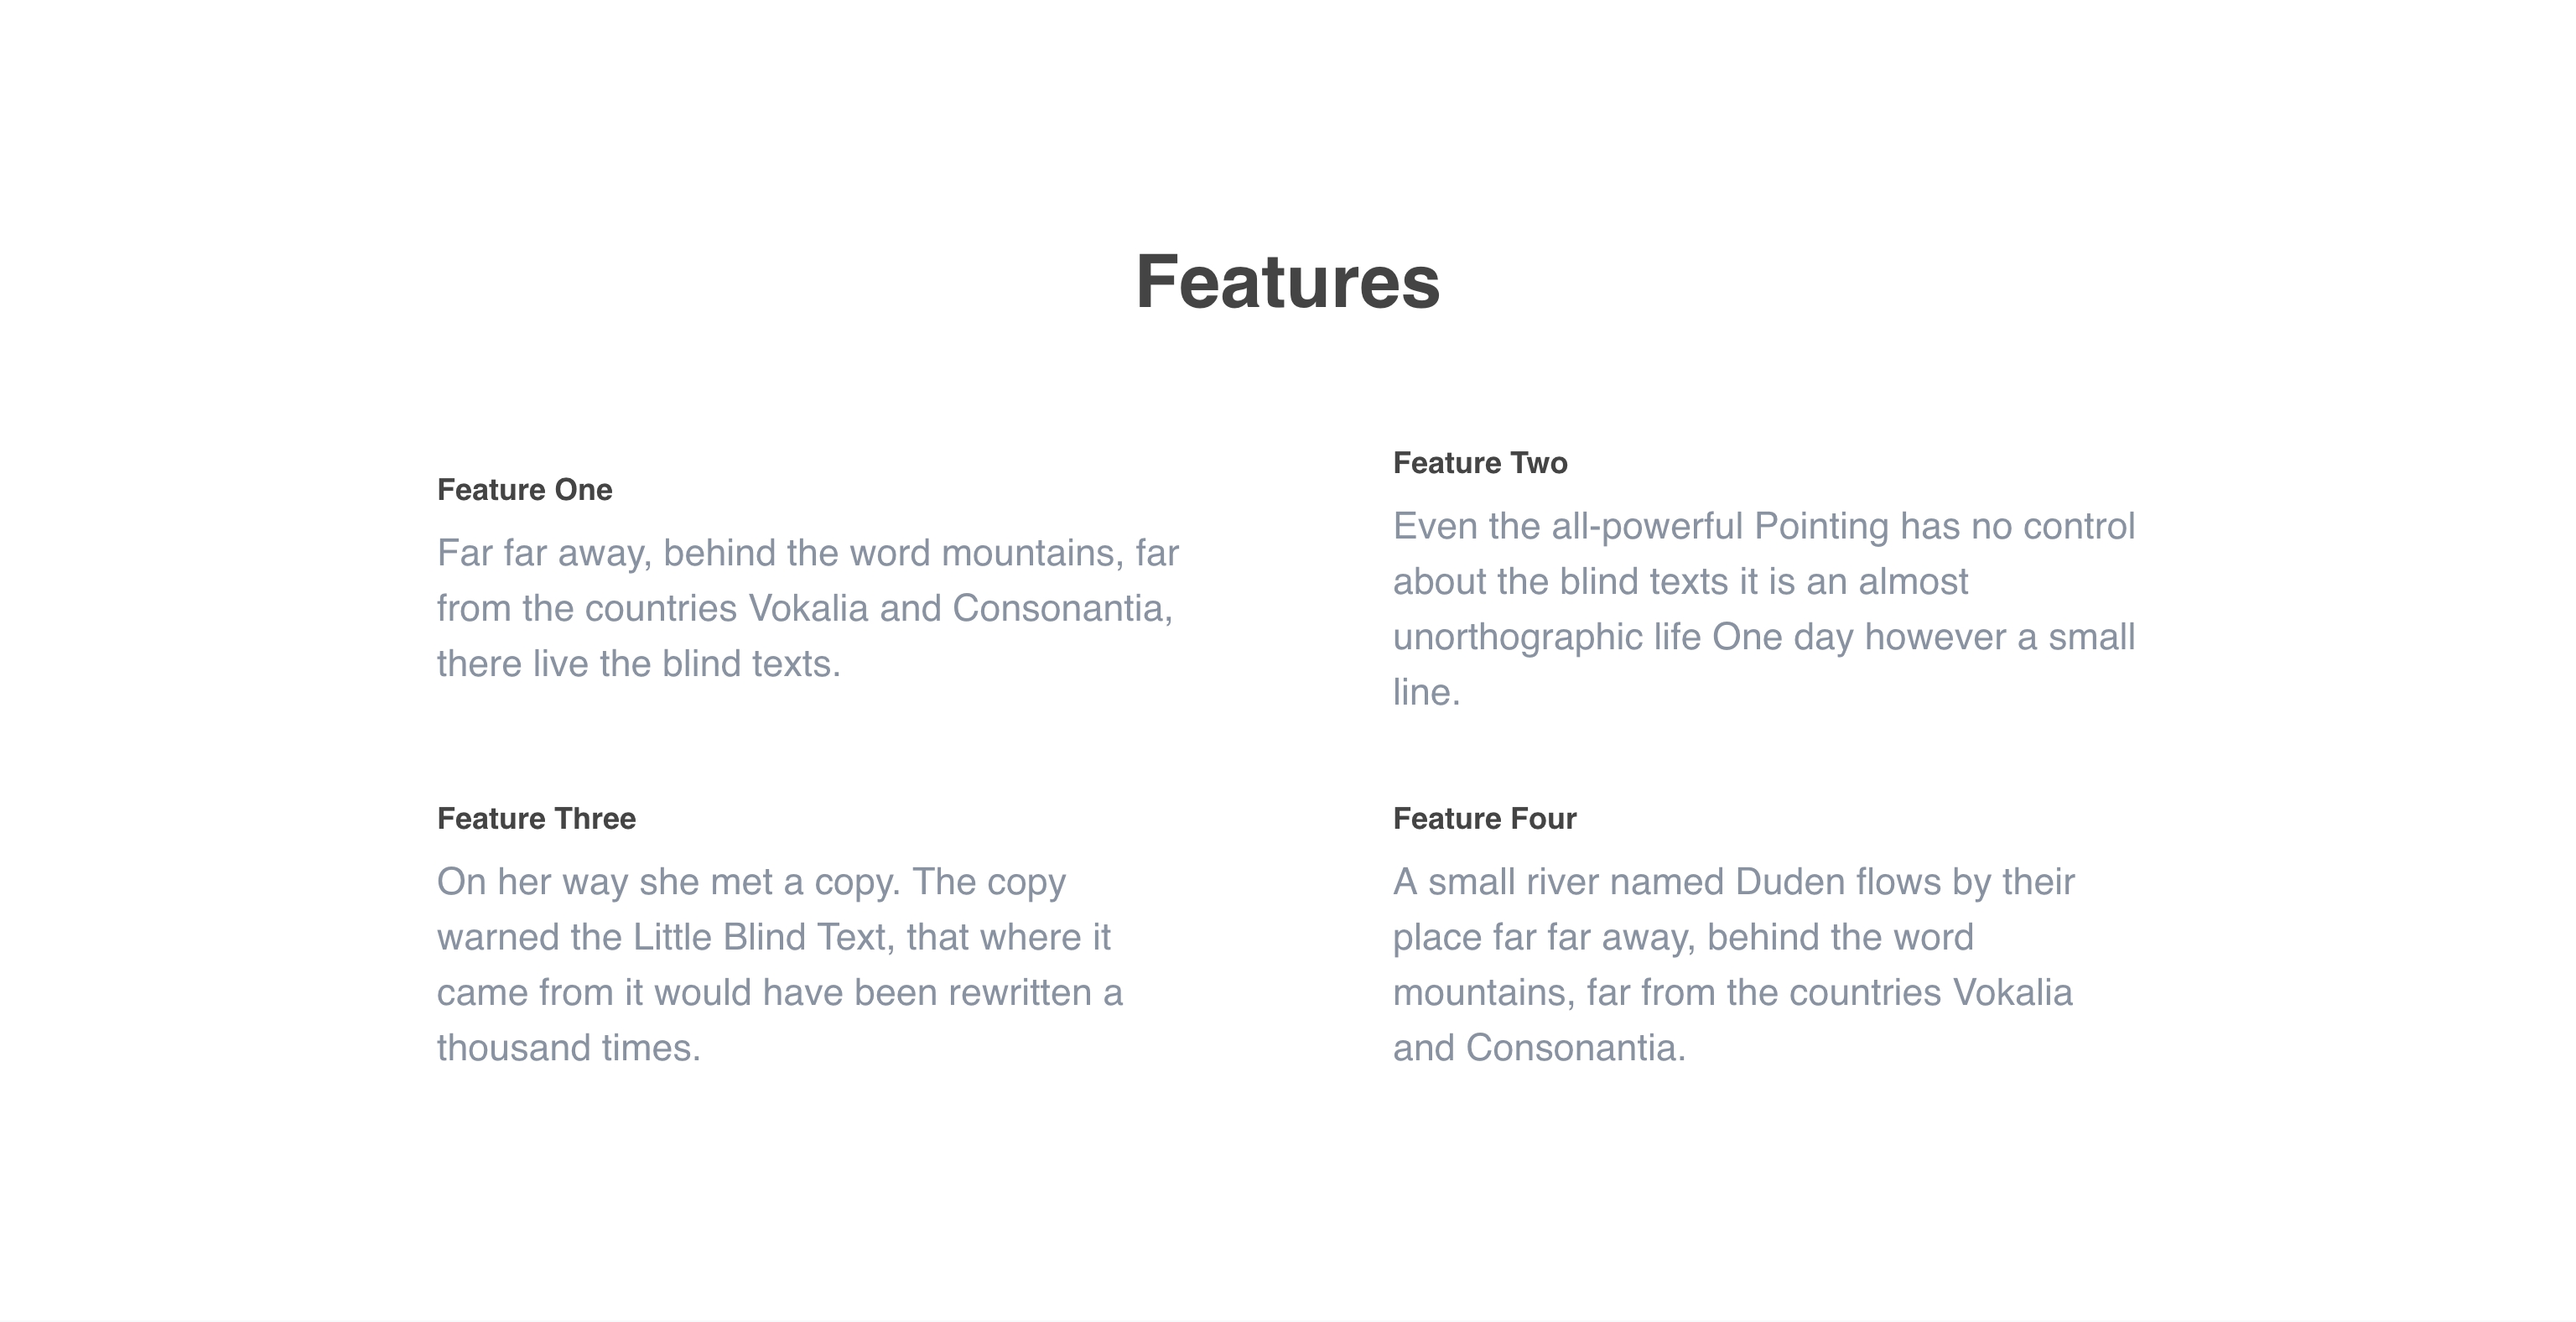 Features
Feature One
Far far away, behind the word mountains, far
from the countries Vokalia and Consonantia,
there live the blind texts.
Feature Two
Even the all-powerful Pointing has no control
about the blind texts it is an almost
unorthographic life One day however a small
line.
Feature Three
On her way she met a copy. The copy
warned the Little Blind Text, that where it
came from it would have been rewritten a
thousand times.
Feature Four
A small river named Duden flows by their
place far far away, behind the word
mountains, far from the countries Vokalia
and Consonantia.